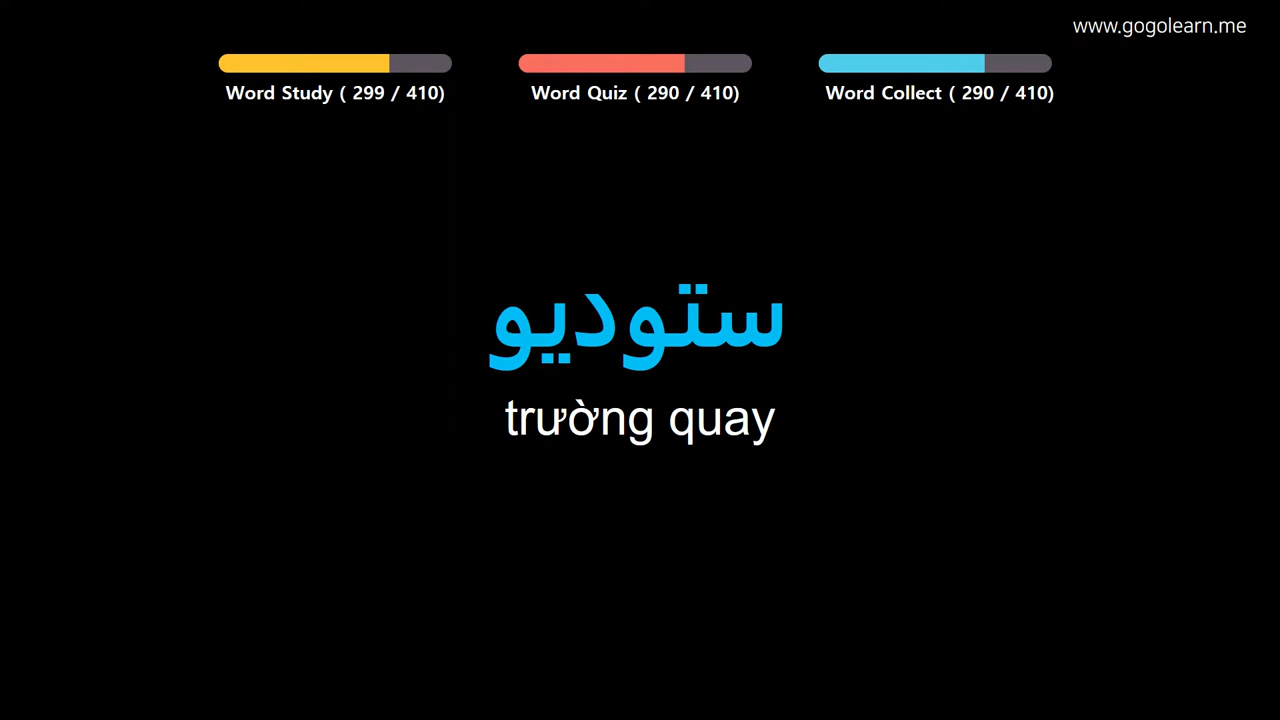 www.gogolearn.me
Word Study ( 299 / 410)
Word Quiz ( 290 / 410)
Word Collect ( 290 / 410)
ستوديو
trường quay